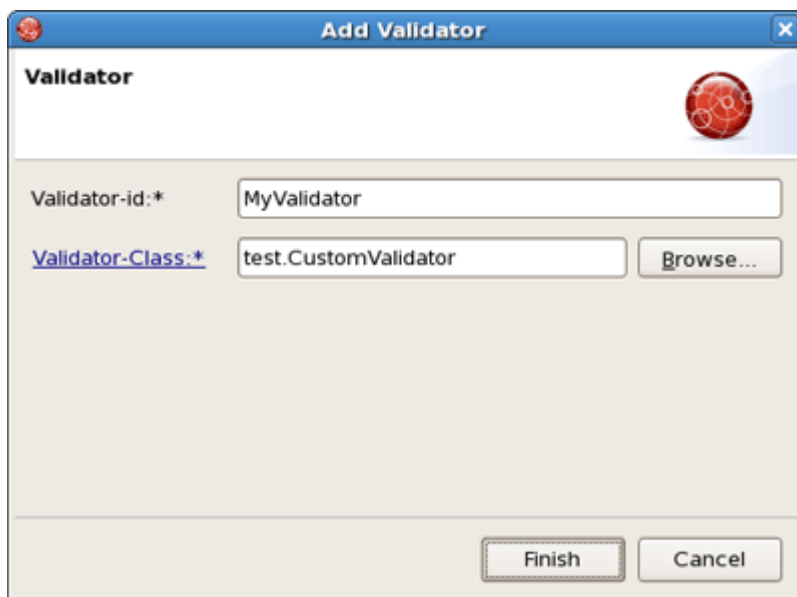 Add Validator
Validator
Validator-id:* MyValidator
Validator-Class:* test.CustomValidator Browse...
Finish Cancel